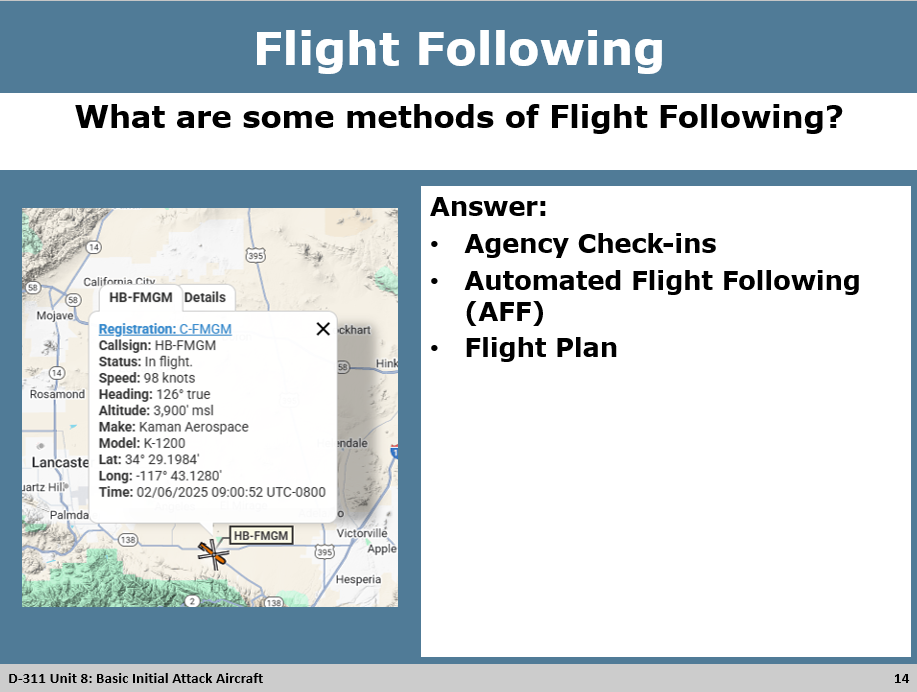 Flight Following
What are some methods of Flight Following?
14
395
California City
58
58
HB-FMGM Details
Mojave
Registration: C-FMGM
ckhart
Callsign: HB-FMGM
Status: In flight.
58
Hink
14
Speed: 98 knots
Rosamond
Heading: 126° true
Altitude: 3,900' msl
Make: Kaman Aerospace
Model: K-1200
endale
Lancaste
Lat: 34° 29.1984'
Long: -117° 43.1280'
uartz Hill
Time: 02/06/2025 09:00:52 UTC-0800
Palmda
o
138
HB-FMGM
Victorville
395
Apple
Hesperia
2
138
Answer:
• Agency Check-ins
• Automated Flight Following
(AFF)
• Flight Plan
D-311 Unit 8: Basic Initial Attack Aircraft
14